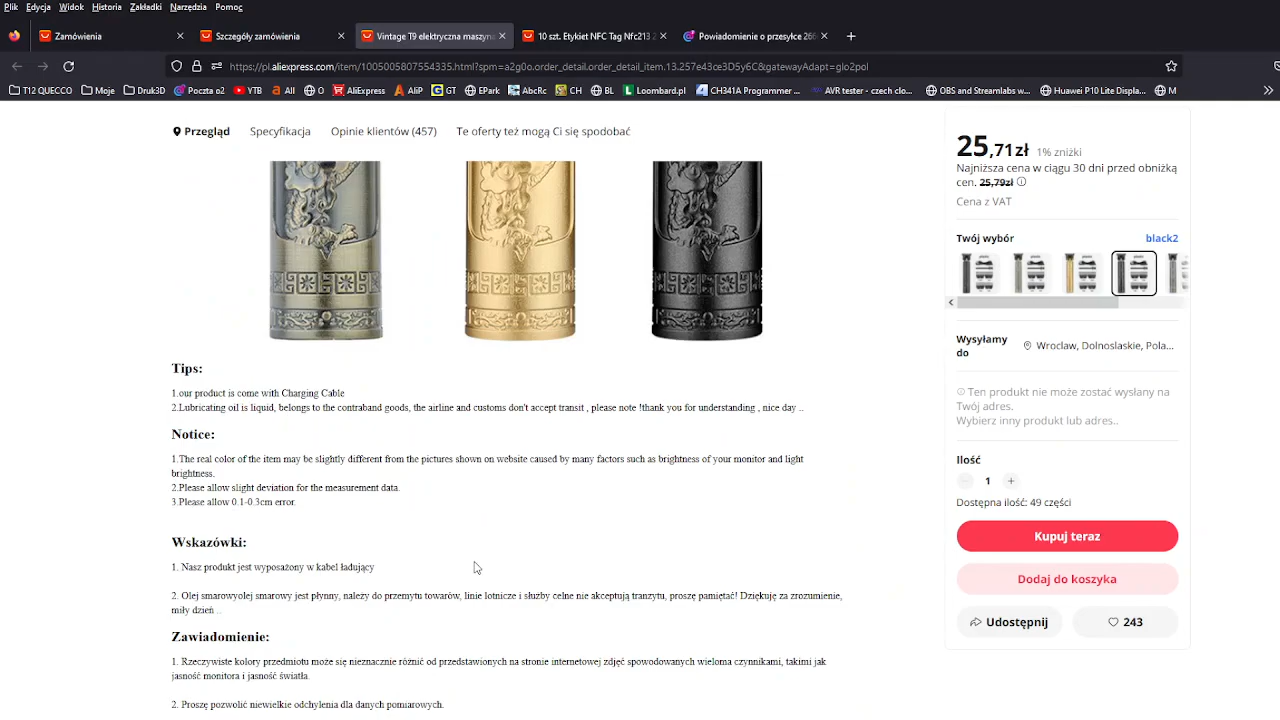 Plik Edycja Widok Historia Zakładki Narzędzia Pomoc
Zamówienia
Szczegóły zamówienia
Vintage T9 elektryczna maszyna
10 szt. Etykiet NFC Tag Nfc213 2
Powiadomienie o przesyłce 266
https://pl.aliexpress.com/item/1005005807554335.html?spm=a2g0o.order_detail.order_detail_item.13.257e43ce3D5y6C&gatewayAdapt=glo2pol
T12 QUECCO Moje Druk3D Poczta o2 YTB All O AliExpress AliP GT EPark AbcRc CH BL Loombard.pl CH341A Programmer ... AVR tester - czech clo... OBS and Streamlabs w... Huawei P10 Lite Displa... M
Przegląd Specyfikacja Opinie klientów (457) Te oferty też mogą Ci się spodobać
Tips:
1.our product is come with Charging Cable
2.Lubricating oil is liquid, belongs to the contraband goods, the airline and customs don't accept transit , please note !thank you for understanding , nice day ..
Notice:
1.The real color of the item may be slightly different from the pictures shown on website caused by many factors such as brightness of your monitor and light
brightness.
2.Please allow slight deviation for the measurement data.
3.Please allow 0.1-0.3cm error.
Wskazówki:
1. Nasz produkt jest wyposażony w kabel ładujący
2. Olej smarowyolej smarowy jest płynny, należy do przemytu towarów, linie lotnicze i służby celne nie akceptują tranzytu, proszę pamiętać! Dziękuję za zrozumienie,
miły dzień ..
Zawiadomienie:
1. Rzeczywiste kolory przedmiotu może się nieznacznie różnić od przedstawionych na stronie internetowej zdjęć spowodowanych wieloma czynnikami, takimi jak
jasność monitora i jasność światła.
2. Proszę pozwolić niewielkie odchylenia dla danych pomiarowych.
25,71zł 1% zniżki
Najniższa cena w ciągu 30 dni przed obniżką
cen. 25,79zł
Cena z VAT
Twój wybór black2
Wysyłamy
do
Wroclaw, Dolnoslaskie, Pola...
Ten produkt nie może zostać wysłany na
Twój adres.
Wybierz inny produkt lub adres..
Ilość
1
Dostępna ilość: 49 części
Kupuj teraz
Dodaj do koszyka
Udostępnij 243